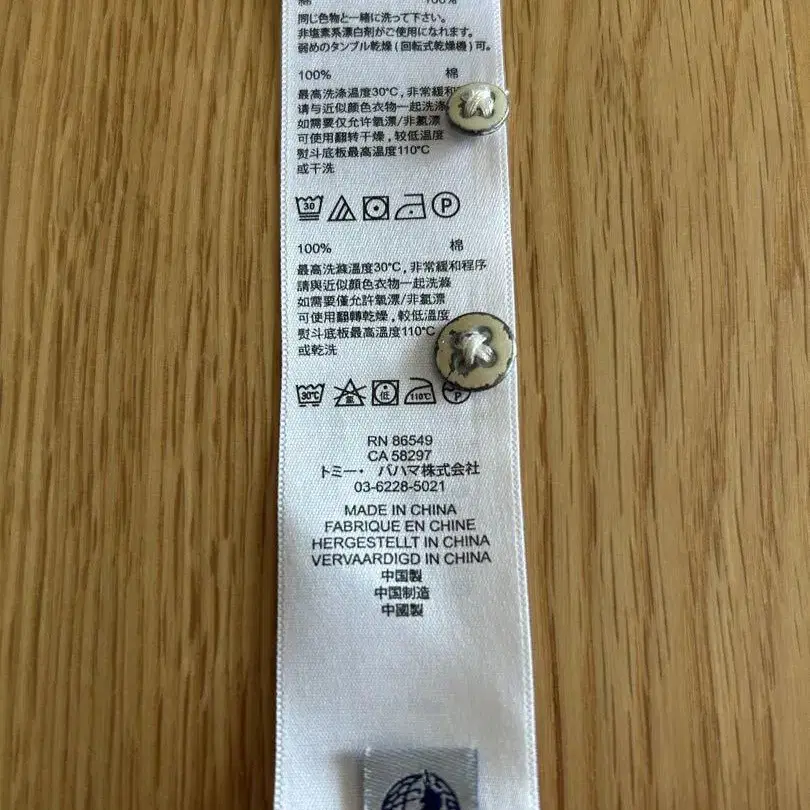 綿 100%
同じ色物と一緒に洗って下さい。
非塩素系漂白剤がご使用になれます。
弱めのタンブル乾燥(回転式乾燥機)可。
100% 棉
最高洗涤温度30°C,非常緩和
请与近似颜色衣物一起洗涤
如需要仅允许氧漂/非氯漂
可使用翻转干燥,较低温度
熨斗底板最高溫度110°C
或干洗
30 P
100% 棉
最高洗滌溫度30°C,非常緩和程序
請與近似顏色衣物一起洗滌
如需要僅允許氧漂/非氯漂
可使用翻轉乾燥,較低溫度
熨斗底板最高溫度110°C
或乾洗
30°C 氯 低 110°C P
RN 86549
CA 58297
トミー・ バハマ株式会社
03-6228-5021
MADE IN CHINA
FABRIQUE EN CHINE
HERGESTELLT IN CHINA
VERVAARDIGD IN CHINA
中国製
中国制造
中國製